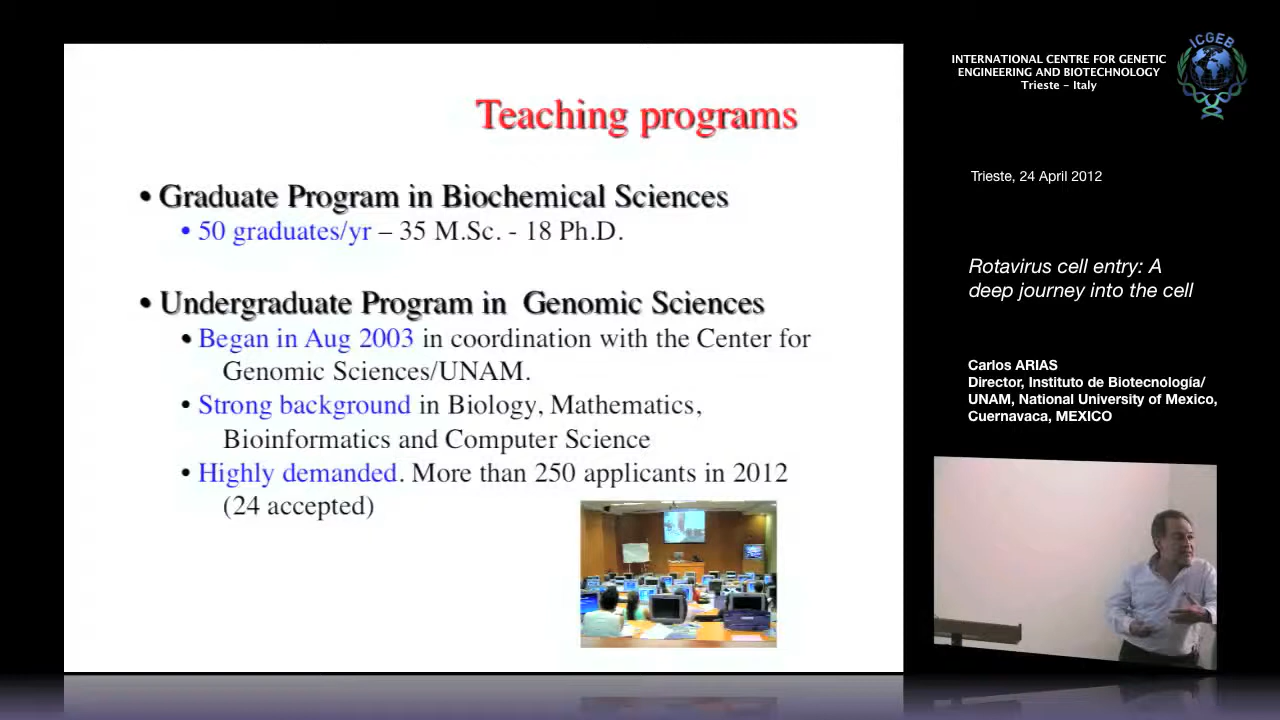 Teaching programs
• Graduate Program in Biochemical Sciences
• 50 graduates/yr – 35 M.Sc. - 18 Ph.D.
• Undergraduate Program in Genomic Sciences
• Began in Aug 2003 in coordination with the Center for
Genomic Sciences/UNAM.
• Strong background in Biology, Mathematics,
Bioinformatics and Computer Science
• Highly demanded. More than 250 applicants in 2012
(24 accepted)
INTERNATIONAL CENTRE FOR GENETIC
ENGINEERING AND BIOTECHNOLOGY
Trieste – Italy
ICGEB
Trieste, 24 April 2012
Rotavirus cell entry: A
deep journey into the cell
Carlos ARIAS
Director, Instituto de Biotecnología/
UNAM, National University of Mexico,
Cuernavaca, MEXICO